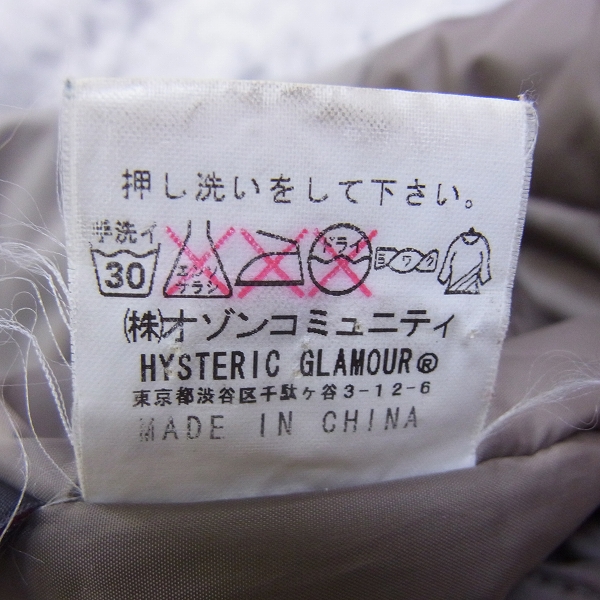 押し洗いをして下さい。
手洗イ 30 エンソサラシ ドライ ヨワク
(株)オゾンコミュニティ
HYSTERIC GLAMOUR®
東京都渋谷区千駄ヶ谷3-12-6
MADE IN CHINA